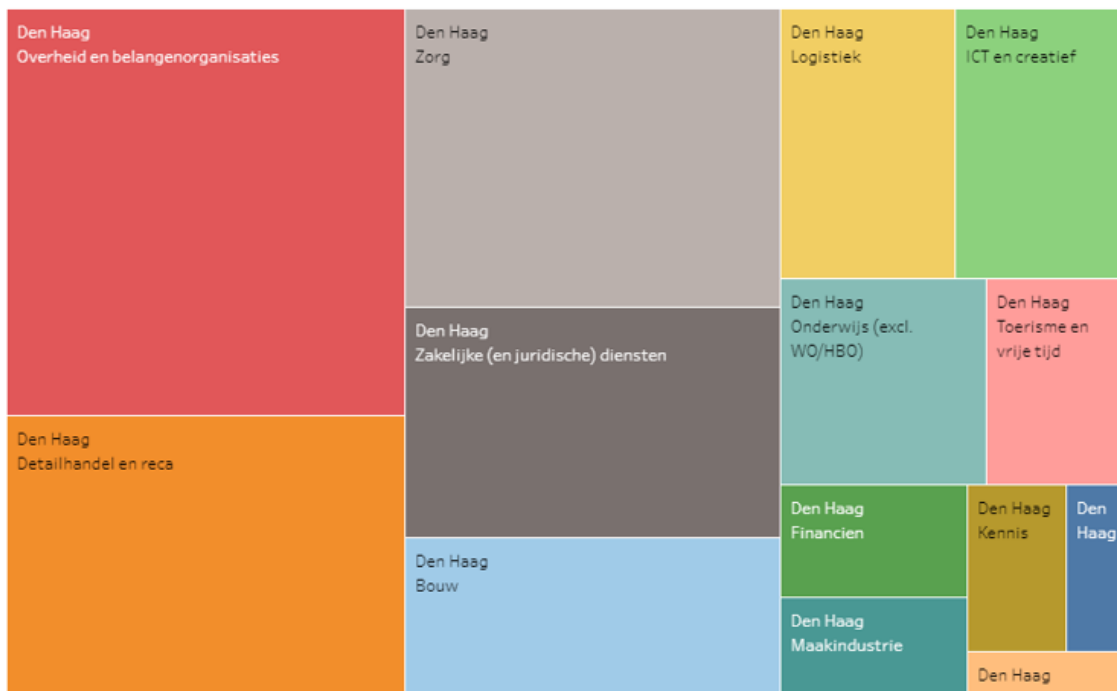 Den Haag
Overheid en belangenorganisaties
Den Haag
Detailhandel en reca
Den Haag
Zorg
Den Haag
Zakelijke (en juridische) diensten
Den Haag
Bouw
Den Haag
Logistiek
Den Haag
ICT en creatief
Den Haag
Onderwijs (excl.
WO/HBO)
Den Haag
Toerisme en
vrije tijd
Den Haag
Financien
Den Haag
Maakindustrie
Den Haag
Kennis
Den
Haag
Den Haag